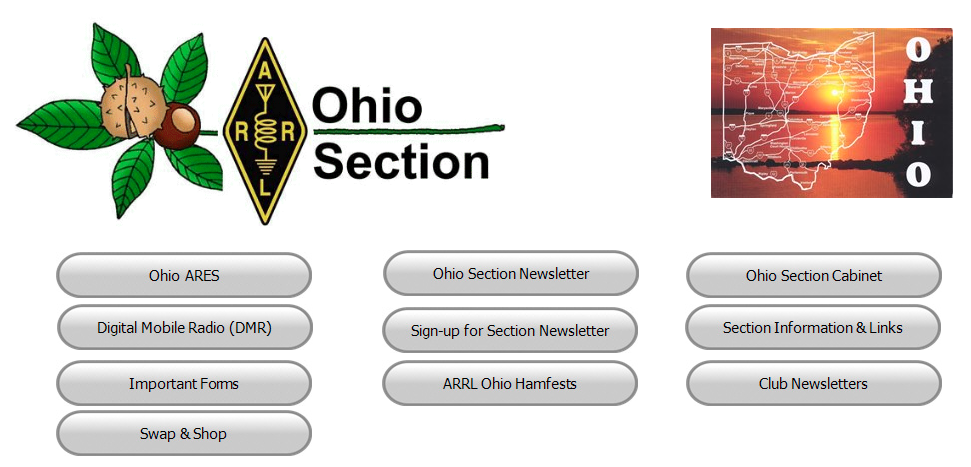 A
R R
L
Ohio
Section
OHIO
Ohio ARES
Ohio Section Newsletter
Ohio Section Cabinet
Digital Mobile Radio (DMR)
Sign-up for Section Newsletter
Section Information & Links
Important Forms
ARRL Ohio Hamfests
Club Newsletters
Swap & Shop